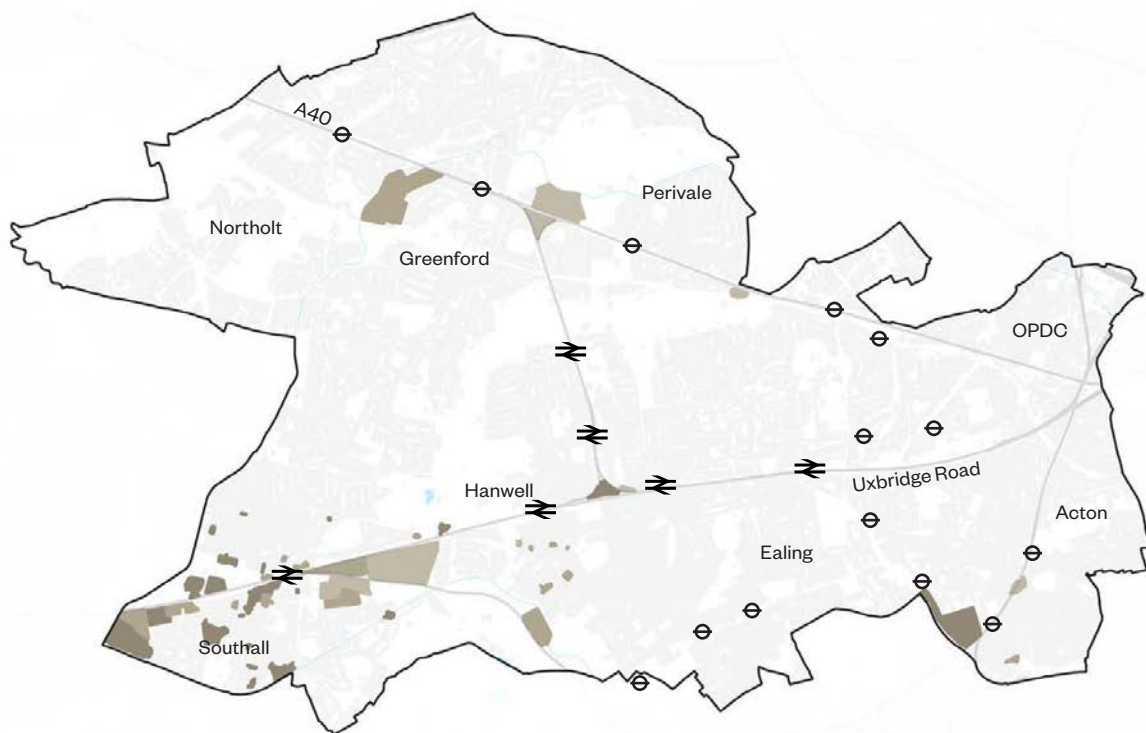 A40
Perivale
Northolt
Greenford
OPDC
Uxbridge Road
Hanwell
Acton
Ealing
Southall